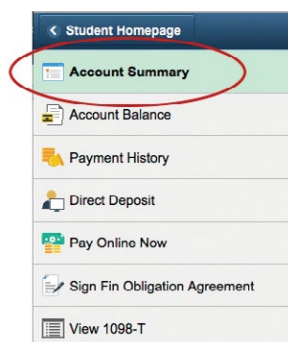 Student Homepage
Account Summary
Account Balance
Payment History
Direct Deposit
Pay Online Now
Sign Fin Obligation Agreement
View 1098-T